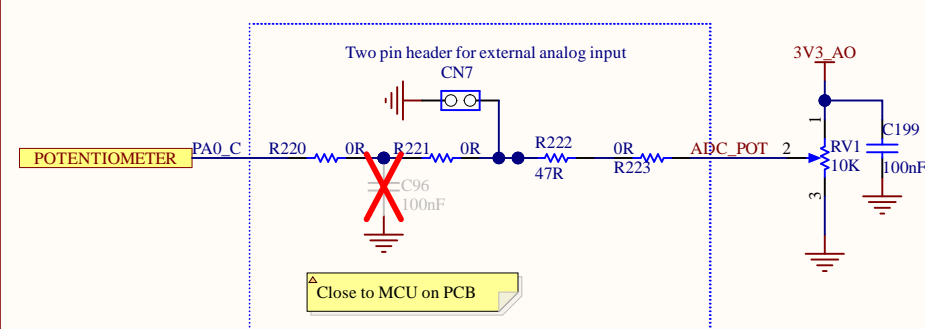 Two pin header for external analog input
CN7
3V3_AO
POTENTIOMETER
PA0_C
R220
0R
R221
0R
R222
47R
0R
R223
ADC_POT
2
1
3
RV1
10K
C199
100nF
C96
100nF
Close to MCU on PCB